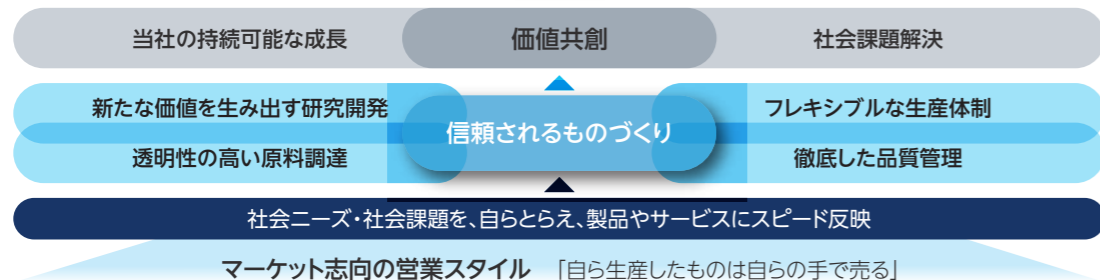 当社の持続可能な成長 価値共創 社会課題解決
新たな価値を生み出す研究開発 フレキシブルな生産体制
信頼されるものづくり
透明性の高い原料調達 徹底した品質管理
社会ニーズ・社会課題を、自らとらえ、製品やサービスにスピード反映
マーケット志向の営業スタイル 「自ら生産したものは自らの手で売る」